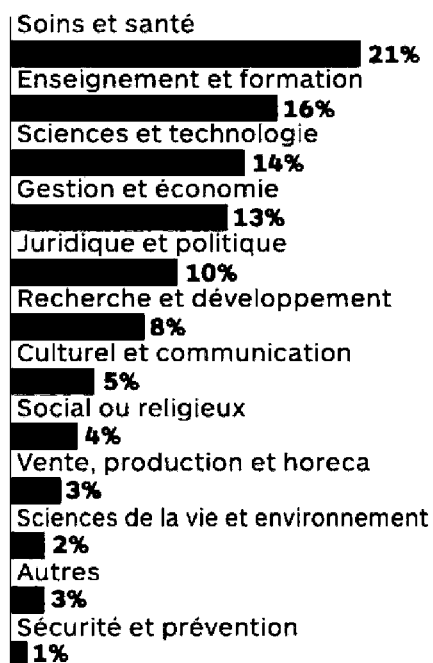 Soins et santé
21%
Enseignement et formation
16%
Sciences et technologie
14%
Gestion et économie
13%
Juridique et politique
10%
Recherche et développement
8%
Culturel et communication
5%
Social ou religieux
4%
Vente, production et horeca
3%
Sciences de la vie et environnement
2%
Autres
3%
Sécurité et prévention
1%